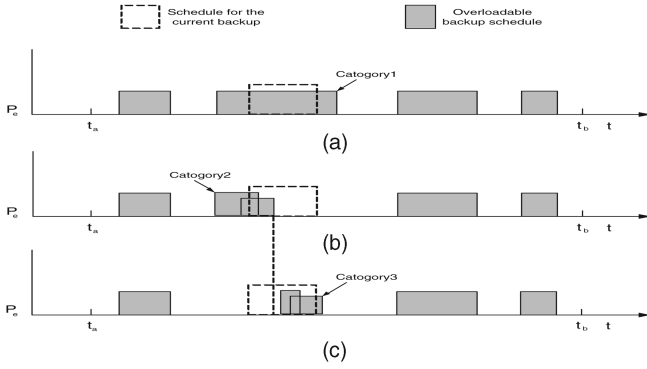 Schedule for the
current backup
Overloadable
backup schedule
Catogory1
Pe
ta
tb t
(a)
Catogory2
Pe
ta
tb t
(b)
Catogory3
Pe
ta
tb t
(c)